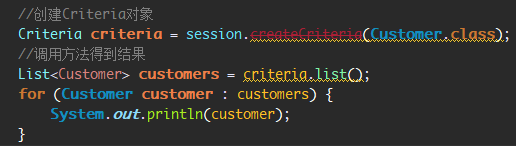 //创建Criteria对象
Criteria criteria = session.createCriteria(Customer.class);
//调用方法得到结果
List<Customer> customers = criteria.list();
for (Customer customer : customers) {
    System.out.println(customer);
}